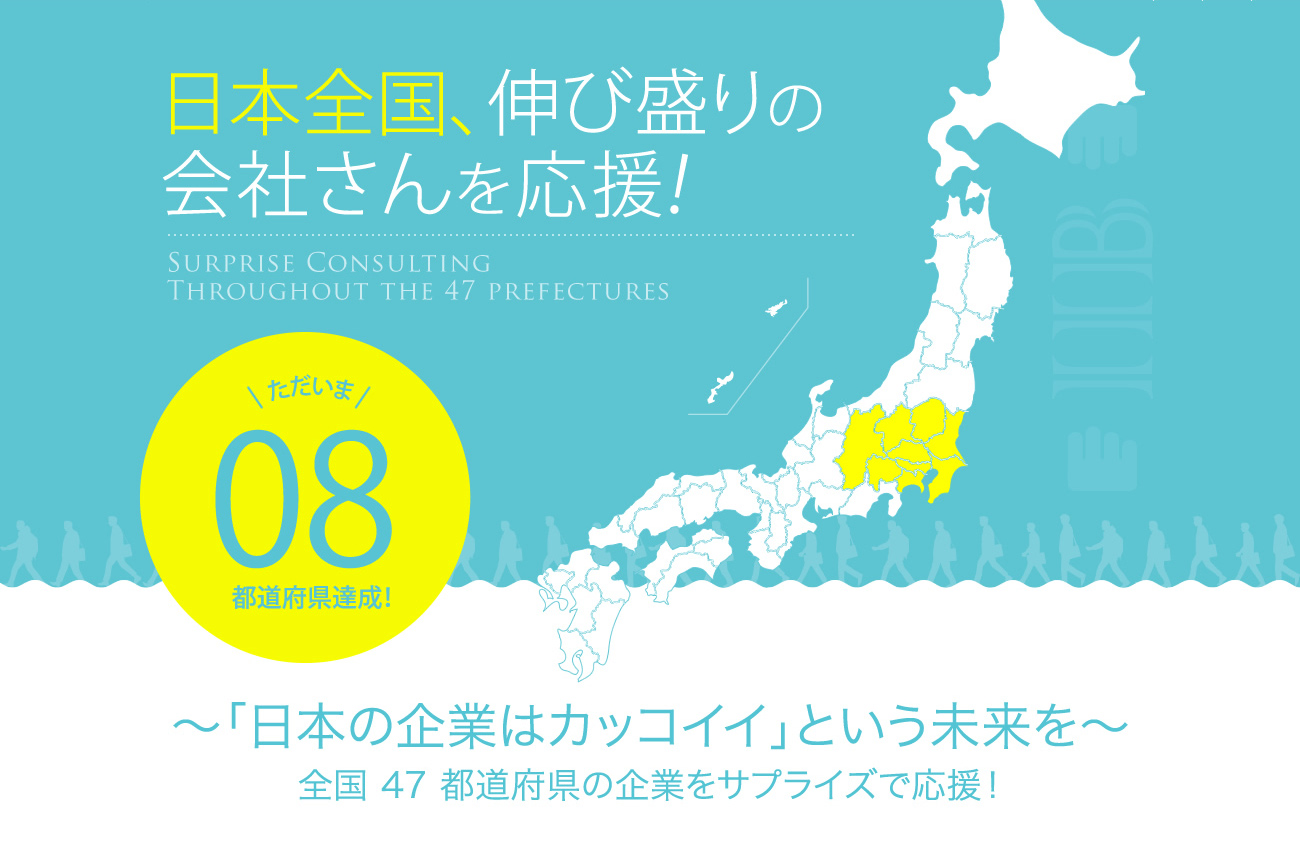 日本全国、伸び盛りの
会社さんを応援!
SURPRISE CONSULTING
THROUGHOUT THE 47 PREFECTURES
\ ただいま /
08
都道府県達成!
～「日本の企業はカッコイイ」という未来を～
全国 47 都道府県の企業をサプライズで応援!